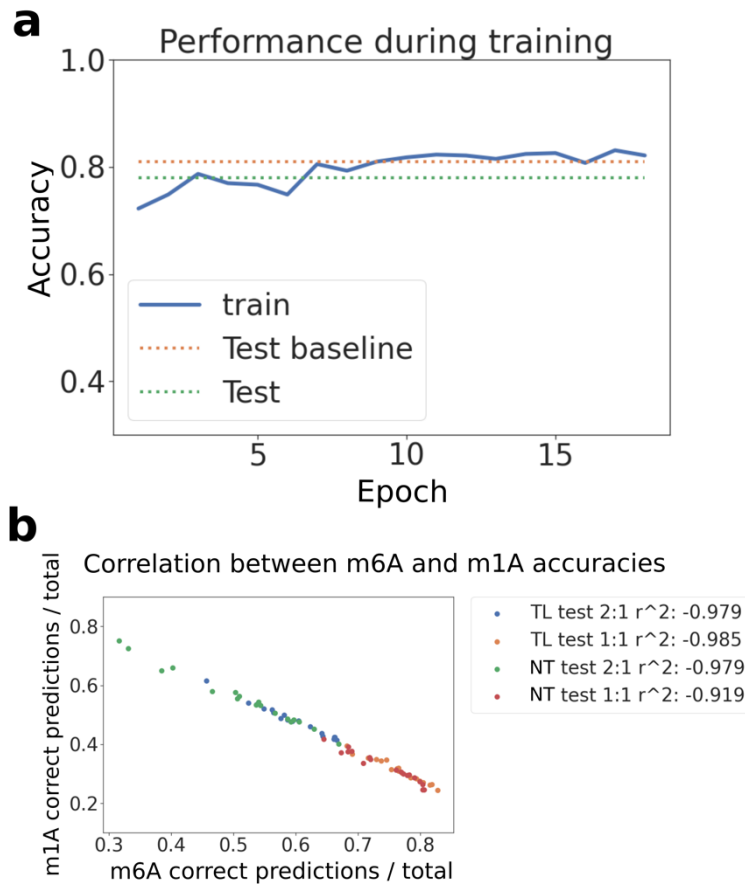 a
Performance during training
1.0
0.8
0.6
0.4
Accuracy
train
Test baseline
Test
5
10
15
Epoch
b
Correlation between m6A and m1A accuracies
m1A correct predictions / total
0.8
0.6
0.4
0.2
0.3
0.4
0.5
0.6
0.7
0.8
m6A correct predictions / total
TL test 2:1 r^2: -0.979
TL test 1:1 r^2: -0.985
NT test 2:1 r^2: -0.979
NT test 1:1 r^2: -0.919